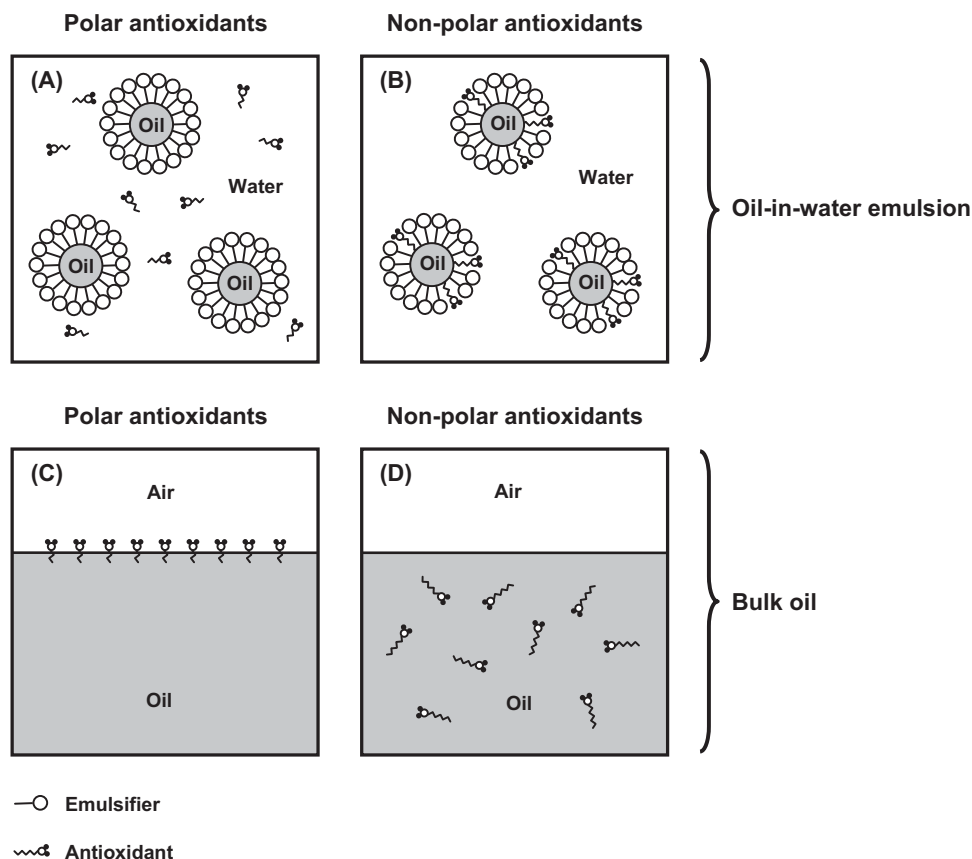 Polar antioxidants
Non-polar antioxidants
(A)
Oil
Water
Oil
Oil
(B)
Oil
Water
Oil
Oil
Oil-in-water emulsion
Polar antioxidants
Non-polar antioxidants
(C)
Air
Oil
(D)
Air
Oil
Bulk oil
Emulsifier
Antioxidant